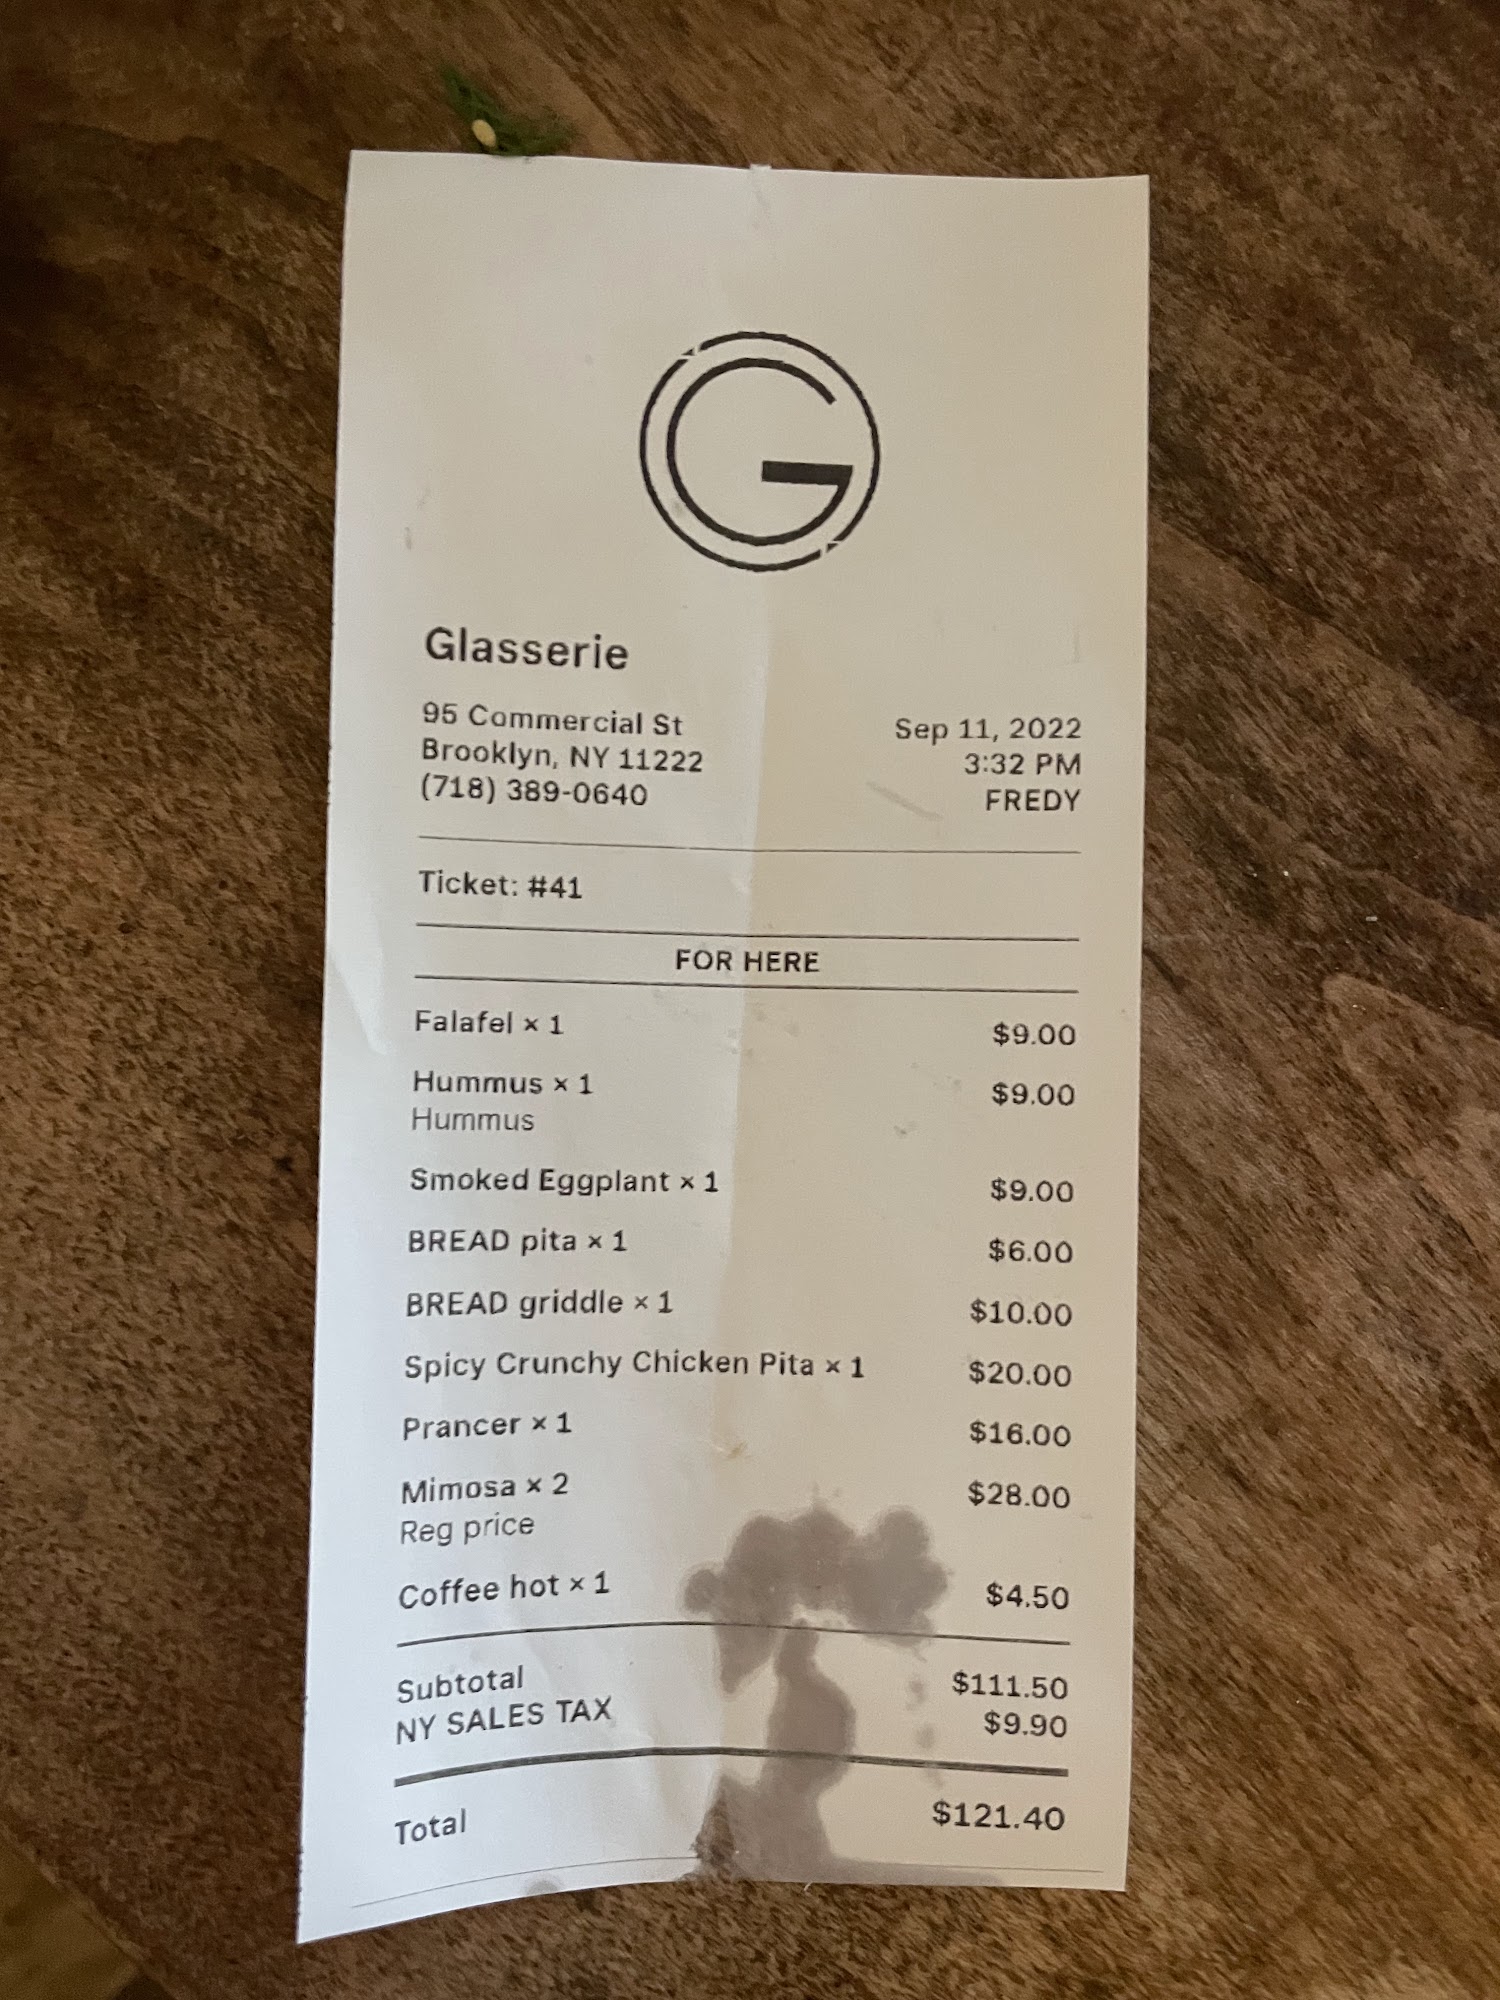 G
Glasserie
95 Commercial St
Brooklyn, NY 11222
(718) 389-0640
Sep 11, 2022
3:32 PM
FREDY
Ticket: #41
FOR HERE
Falafel × 1 $9.00
Hummus × 1 $9.00
Hummus
Smoked Eggplant × 1 $9.00
BREAD pita × 1 $6.00
BREAD griddle × 1 $10.00
Spicy Crunchy Chicken Pita × 1 $20.00
Prancer × 1 $16.00
Mimosa × 2 $28.00
Reg price
Coffee hot × 1 $4.50
Subtotal $111.50
NY SALES TAX $9.90
Total $121.40